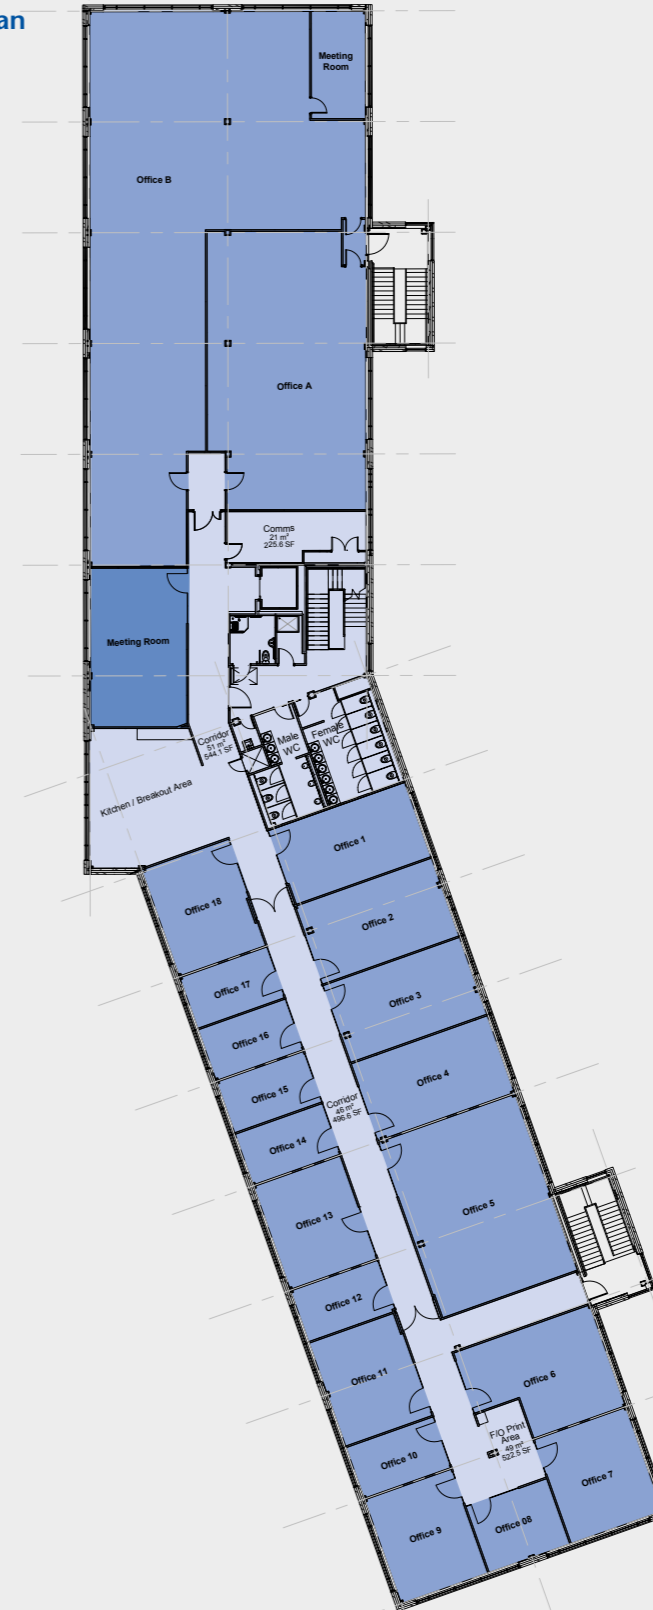 an
Meeting
Room
Office B
Office A
Comms
21 m²
225.6 SF
Meeting Room
Corridor
51 m²
544.1 SF
Male
WC
Female
WC
Kitchen / Breakout Area
Office 1
Office 18
Office 2
Office 17
Office 3
Office 16
Office 4
Office 15
Corridor
46 m²
496.6 SF
Office 14
Office 5
Office 13
Office 12
Office 11
Office 6
F/O Print
Area
49 m²
522.5 SF
Office 10
Office 7
Office 9
Office 08